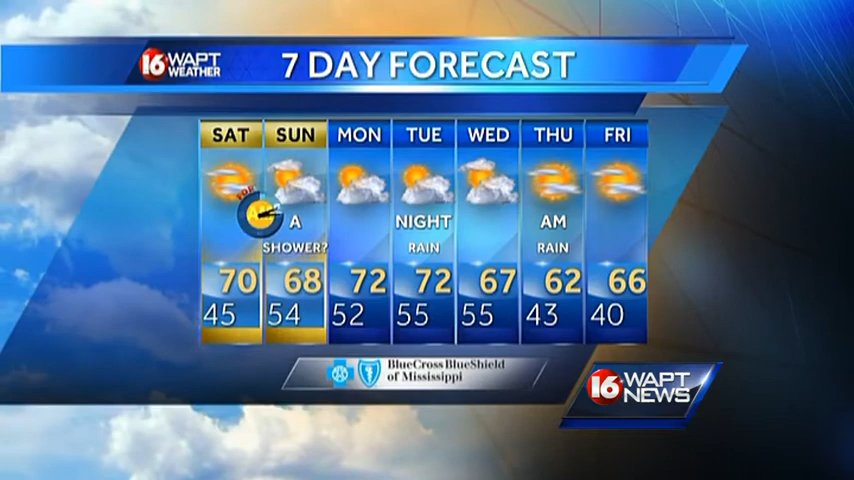 16 WAPT WEATHER
7 DAY FORECAST
SAT SUN MON TUE WED THU FRI
A NIGHT AM
SHOWER? RAIN RAIN
70 68 72 72 67 62 66
45 54 52 55 55 43 40
BlueCross BlueShield
of Mississippi
16 WAPT
NEWS